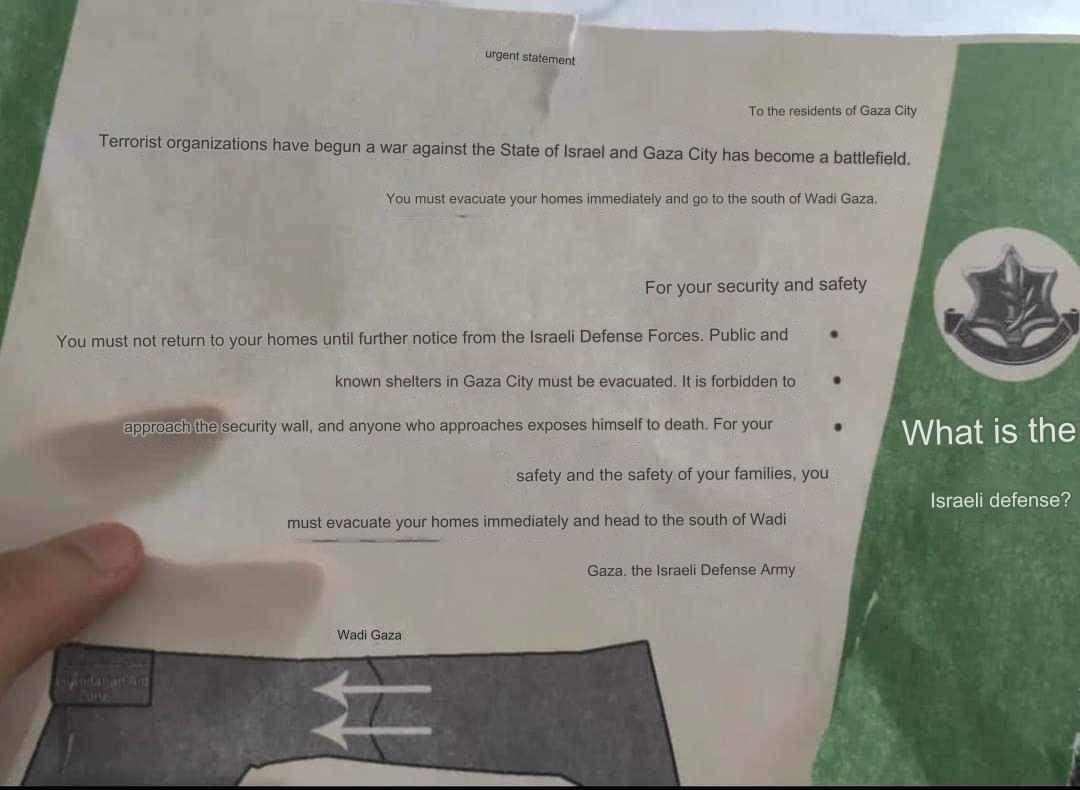 urgent statement
To the residents of Gaza City
Terrorist organizations have begun a war against the State of Israel and Gaza City has become a battlefield.
You must evacuate your homes immediately and go to the south of Wadi Gaza.
For your security and safety
You must not return to your homes until further notice from the Israeli Defense Forces. Public and
known shelters in Gaza City must be evacuated. It is forbidden to
approach the security wall, and anyone who approaches exposes himself to death. For your
safety and the safety of your families, you
must evacuate your homes immediately and head to the south of Wadi
Gaza. the Israeli Defense Army
Wadi Gaza
What is the
Israeli defense?